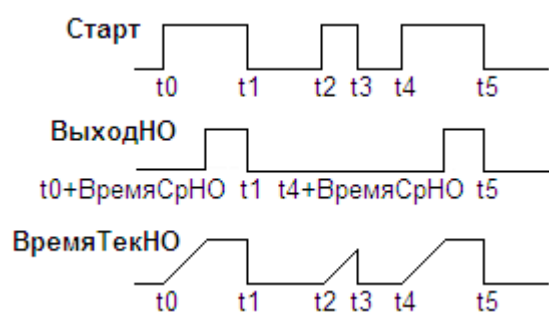 Старт
t0 t1 t2 t3 t4 t5
ВыходНО
t0+ВремяСрНО t1 t4+ВремяСрНО t5
ВремяТекНО
t0 t1 t2 t3 t4 t5